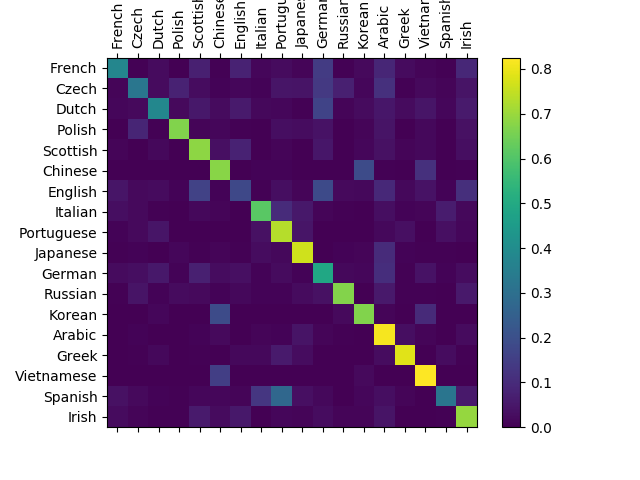 French
Czech
Dutch
Polish
Scottish
Chinese
English
Italian
Portugu
Japanes
German
Russian
Korean
Arabic
Greek
Vietnam
Spanish
Irish
French
Czech
Dutch
Polish
Scottish
Chinese
English
Italian
Portuguese
Japanese
German
Russian
Korean
Arabic
Greek
Vietnamese
Spanish
Irish
0.8
0.7
0.6
0.5
0.4
0.3
0.2
0.1
0.0